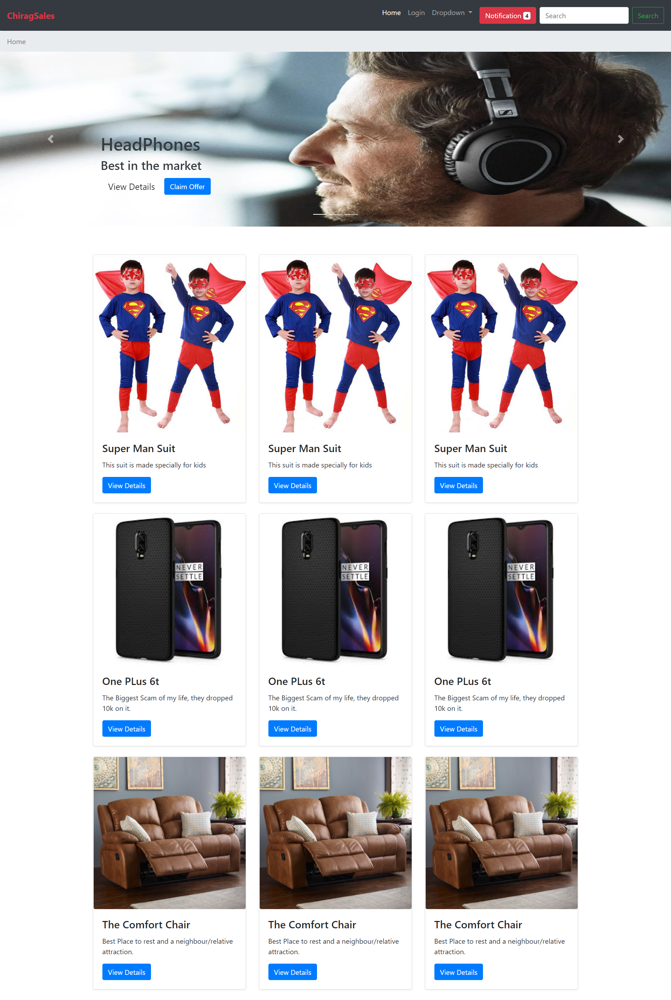 ChiragSales
Home Login Dropdown Notification 4 Search Search
Home
HeadPhones
Best in the market
View Details Claim Offer
Super Man Suit
This suit is made specially for kids
View Details
Super Man Suit
This suit is made specially for kids
View Details
Super Man Suit
This suit is made specially for kids
View Details
NEVER
SETTLE
One PLus 6t
The Biggest Scam of my life, they dropped
10k on it.
View Details
NEVER
SETTLE
One PLus 6t
The Biggest Scam of my life, they dropped
10k on it.
View Details
NEVER
SETTLE
One PLus 6t
The Biggest Scam of my life, they dropped
10k on it.
View Details
The Comfort Chair
Best Place to rest and a neighbour/relative
attraction.
View Details
The Comfort Chair
Best Place to rest and a neighbour/relative
attraction.
View Details
The Comfort Chair
Best Place to rest and a neighbour/relative
attraction.
View Details